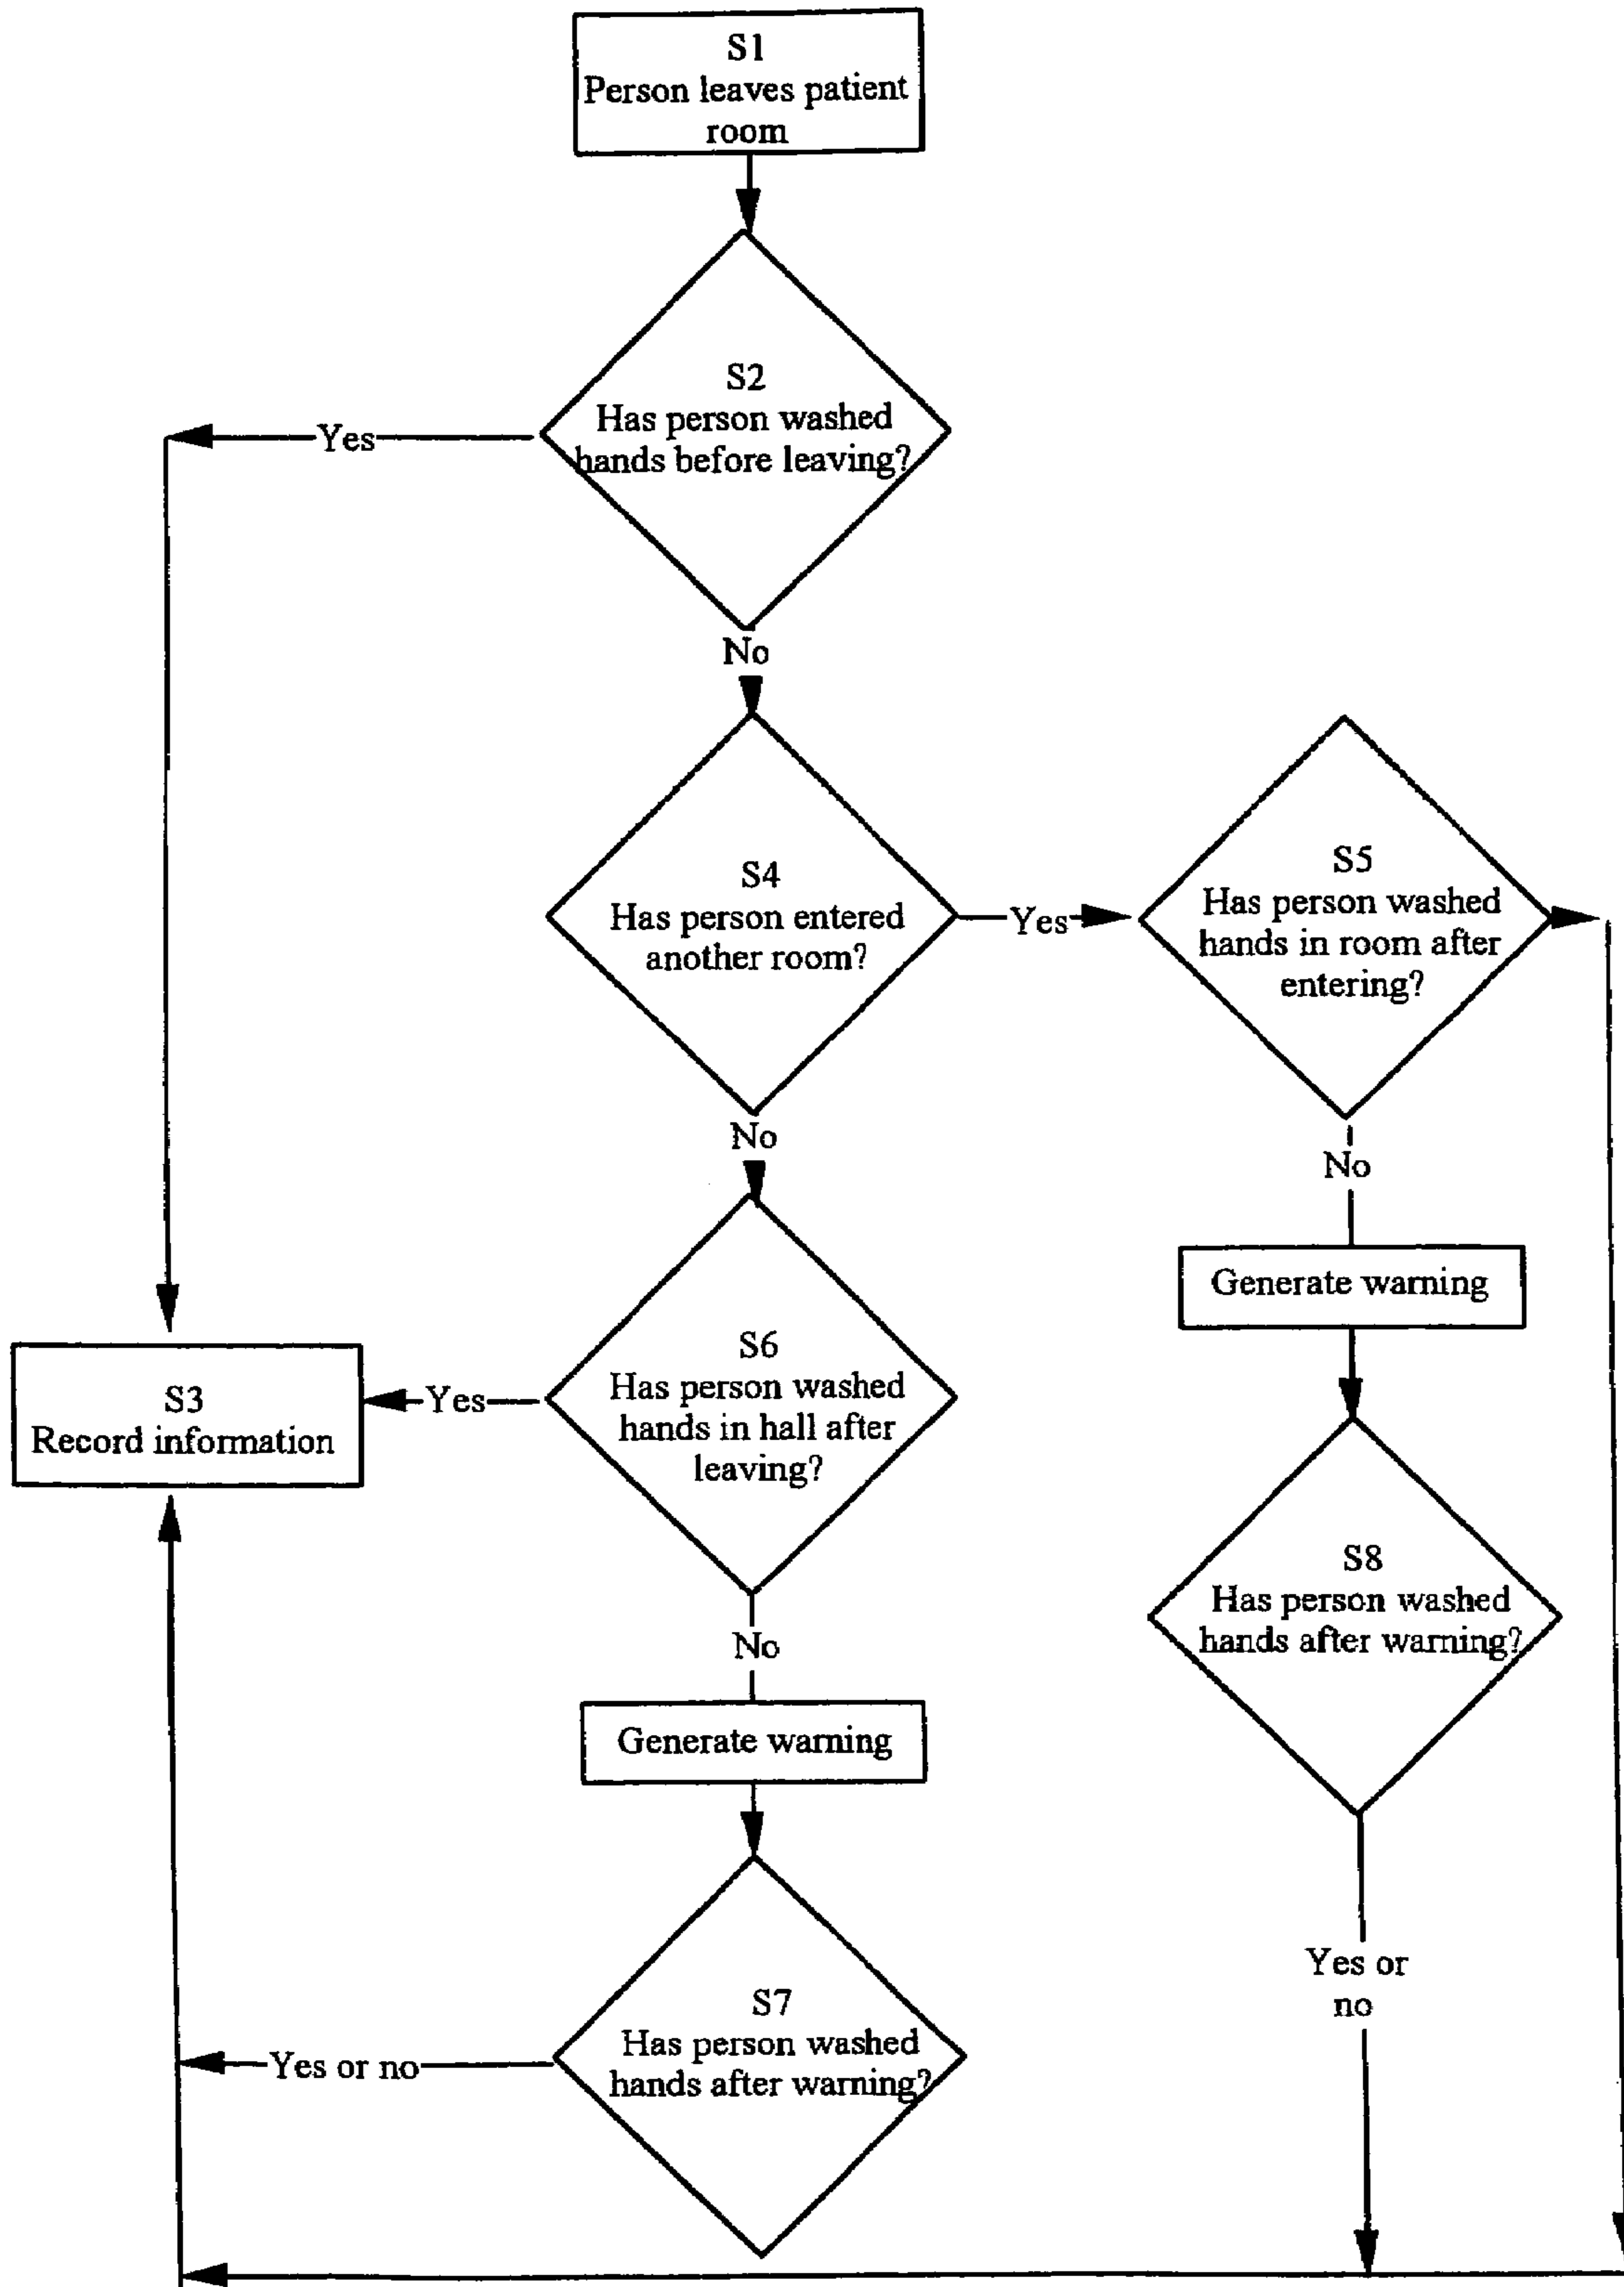 S1
Person leaves patient
room
S2
Has person washed
hands before leaving?
Yes
No
S4
Has person entered
another room?
Yes
S5
Has person washed
hands in room after
entering?
No
No
Generate warning
S6
Has person washed
hands in hall after
leaving?
Yes
S3
Record information
S8
Has person washed
hands after warning?
No
Generate warning
Yes or
no
S7
Has person washed
hands after warning?
Yes or no